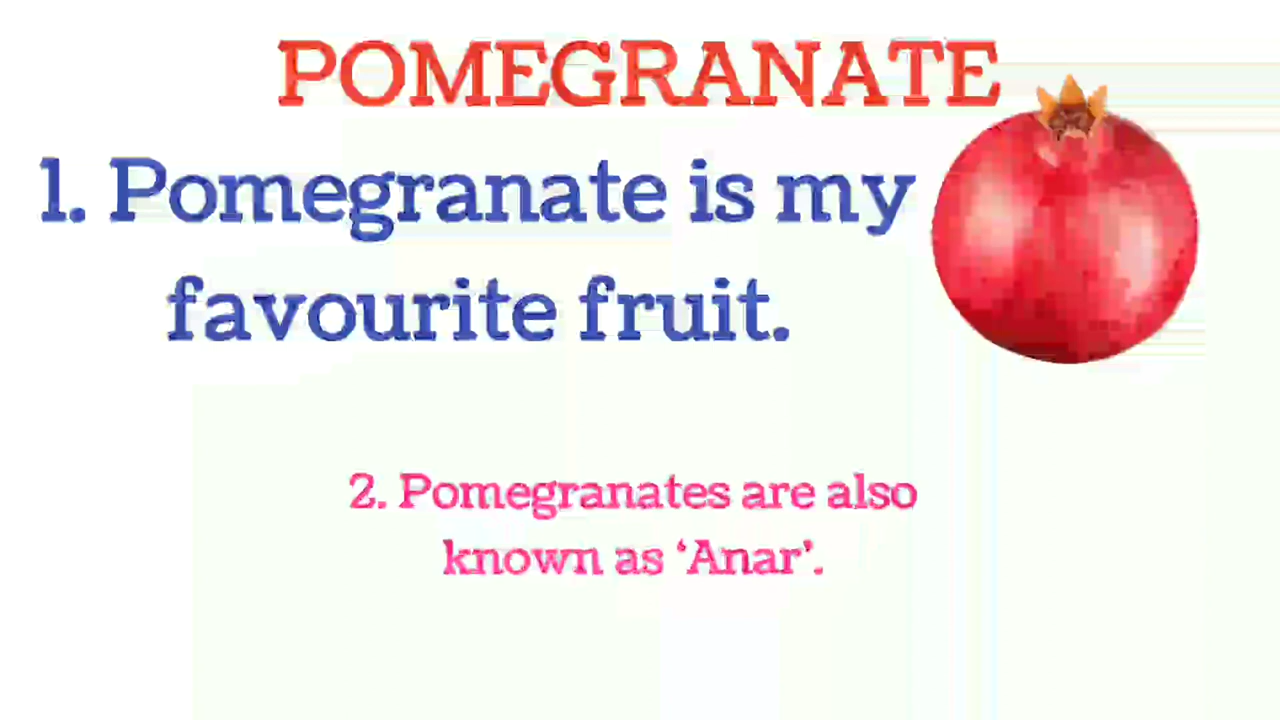 POMEGRANATE
1. Pomegranate is my
favourite fruit.
2. Pomegranates are also
known as ‘Anar’.